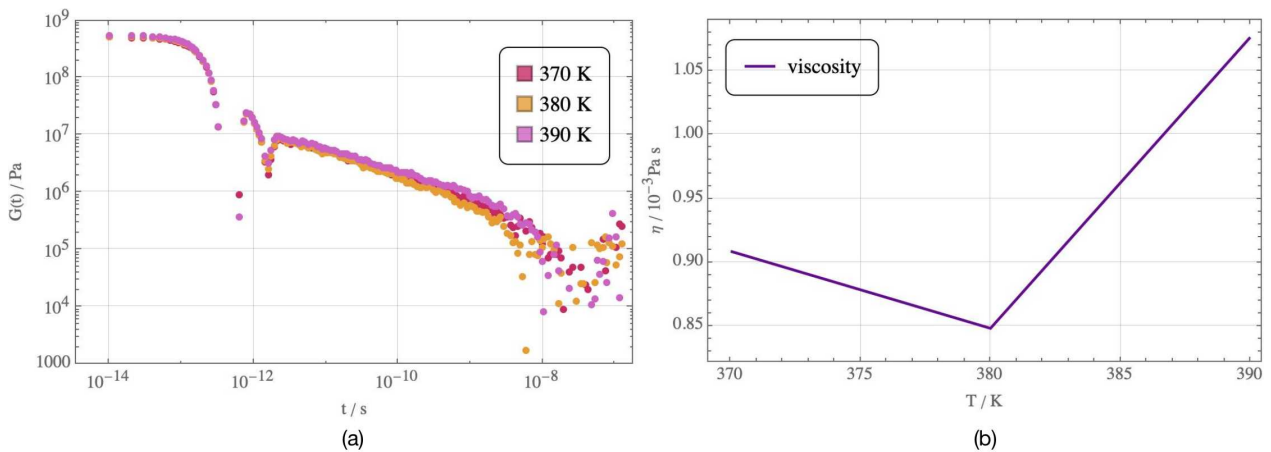 10^9
10^8
10^7
10^6
10^5
10^4
1000
G(t) / Pa
370 K
380 K
390 K
10^-14
10^-12
10^-10
10^-8
t / s
(a)
viscosity
1.05
1.00
0.95
0.90
0.85
η / 10^-3 Pa s
370
375
380
385
390
T / K
(b)